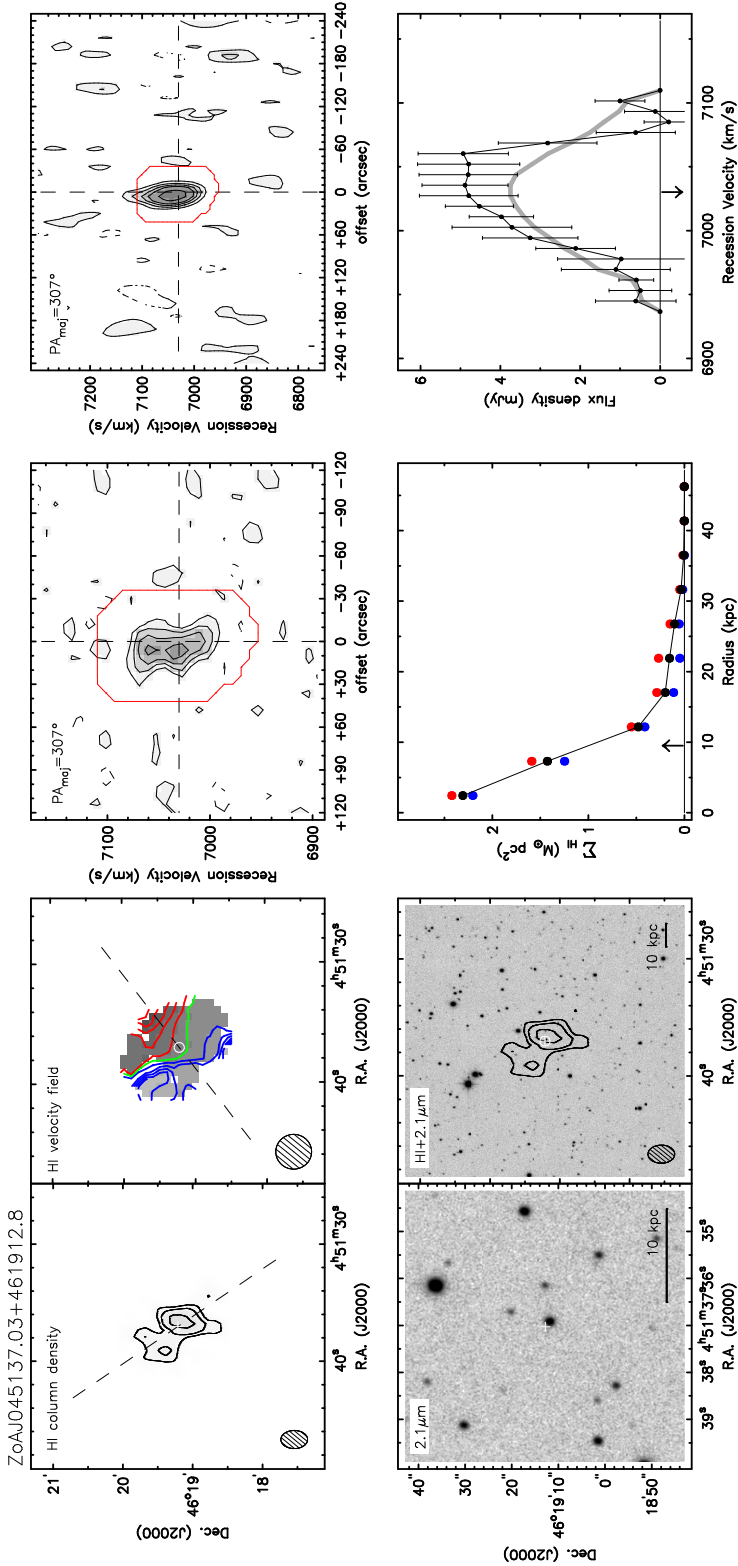 ZoAJ045137.03+461912.8
HI column density
21'
20'
19'
46° 18'
Dec. (J2000)
40ˢ
4ʰ51ᵐ30ˢ
R.A. (J2000)
HI velocity field
40ˢ
4ʰ51ᵐ30ˢ
R.A. (J2000)
PAmaj=307°
7100
7000
6900
Recession Velocity (km/s)
+120 +90 +60 +30 0 −30 −60 −90 −120
offset (arcsec)
PAmaj=307°
7200
7100
7000
6900
6800
Recession Velocity (km/s)
+240 +180 +120 +60 0 −60 −120 −180 −240
offset (arcsec)
2.1μm
10 kpc
40"
20"
46°19'10"
0"
18'50"
Dec. (J2000)
39ˢ 38ˢ 4ʰ51ᵐ37ˢ 36ˢ 35ˢ
R.A. (J2000)
HI+2.1μm
10 kpc
40ˢ
4ʰ51ᵐ30ˢ
R.A. (J2000)
2
1
0
Σ HI (M⊙ pc²)
0 10 20 30 40
Radius (kpc)
6
4
2
0
Flux density (mJy)
6900 7000 7100
Recession Velocity (km/s)